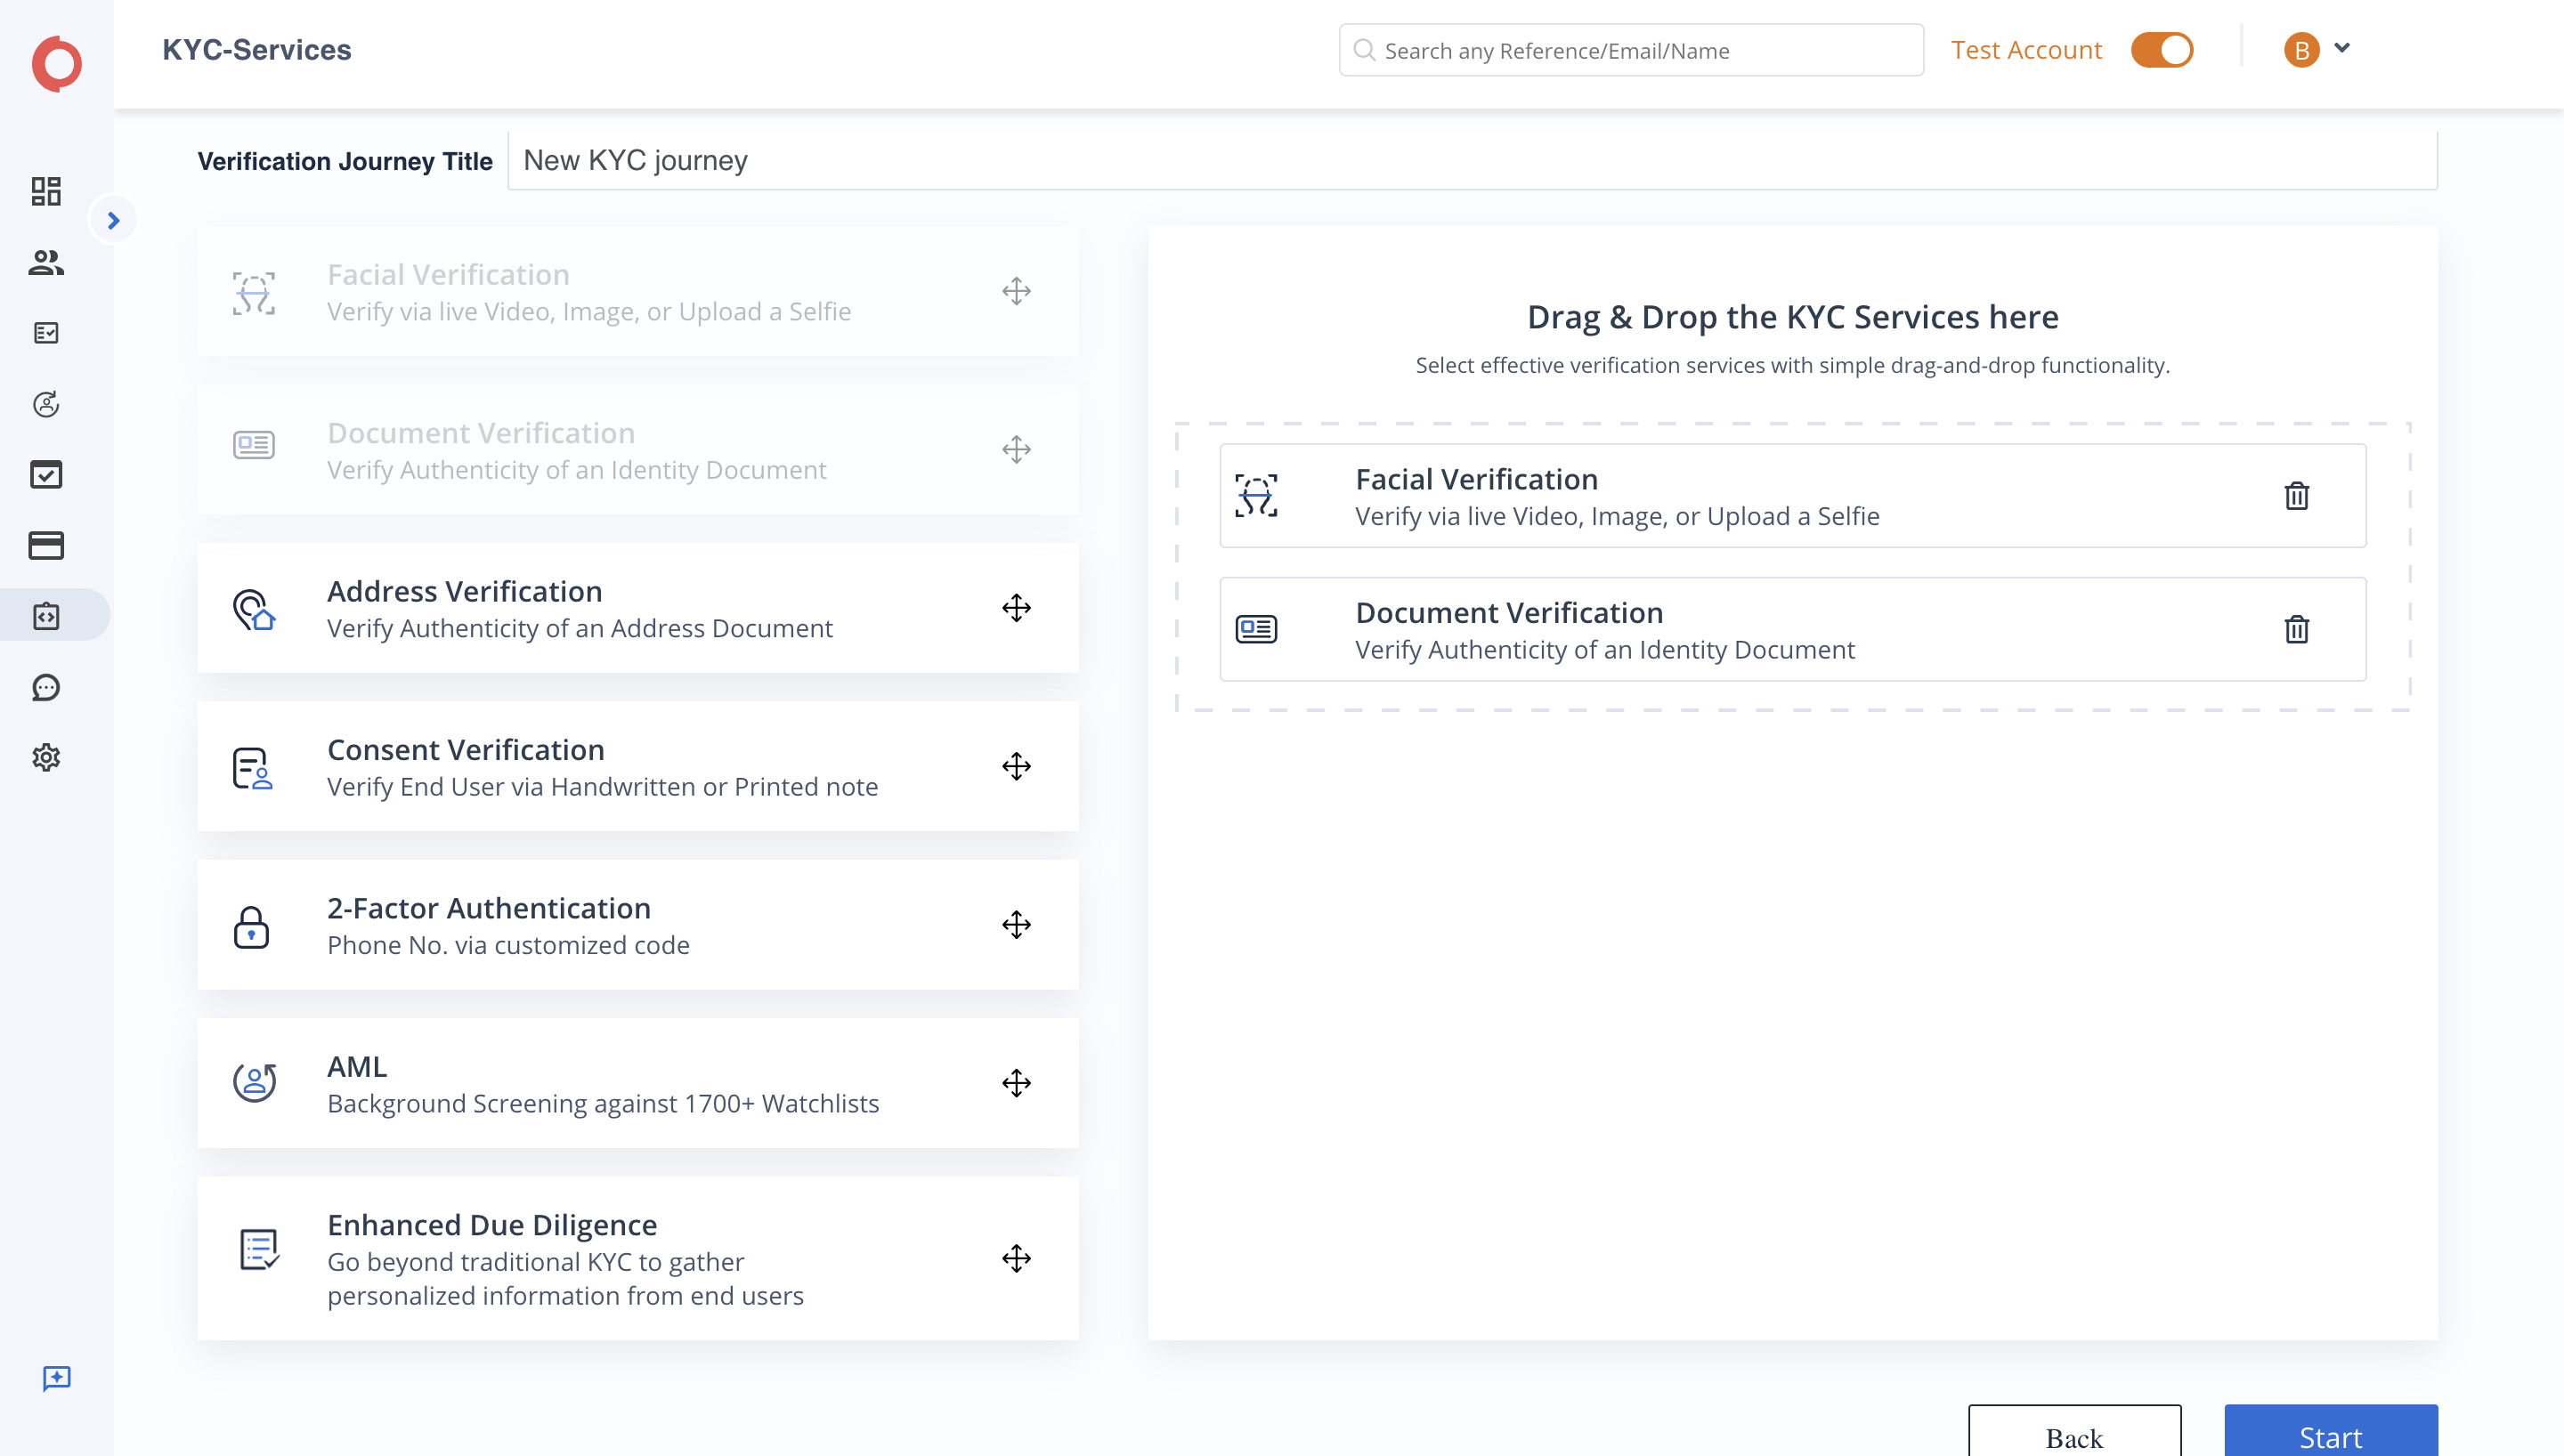 KYC-Services
Search any Reference/Email/Name
Test Account
B
Verification Journey Title
New KYC journey
Facial Verification
Verify via live Video, Image, or Upload a Selfie
Document Verification
Verify Authenticity of an Identity Document
Address Verification
Verify Authenticity of an Address Document
Consent Verification
Verify End User via Handwritten or Printed note
2-Factor Authentication
Phone No. via customized code
AML
Background Screening against 1700+ Watchlists
Enhanced Due Diligence
Go beyond traditional KYC to gather
personalized information from end users
Drag & Drop the KYC Services here
Select effective verification services with simple drag-and-drop functionality.
Facial Verification
Verify via live Video, Image, or Upload a Selfie
Document Verification
Verify Authenticity of an Identity Document
Back
Start